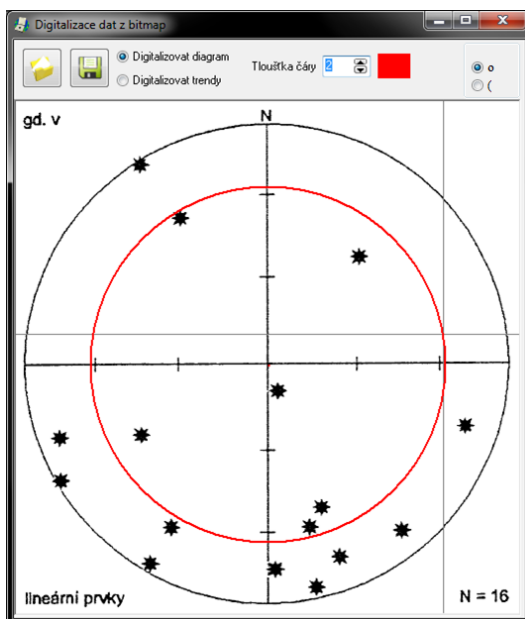 Digitalizace dat z bitmap
Digitalizovat diagram
Digitalizovat trendy
Tloušťka čáry 2
o
(
gd. v
N
lineární prvky
N = 16